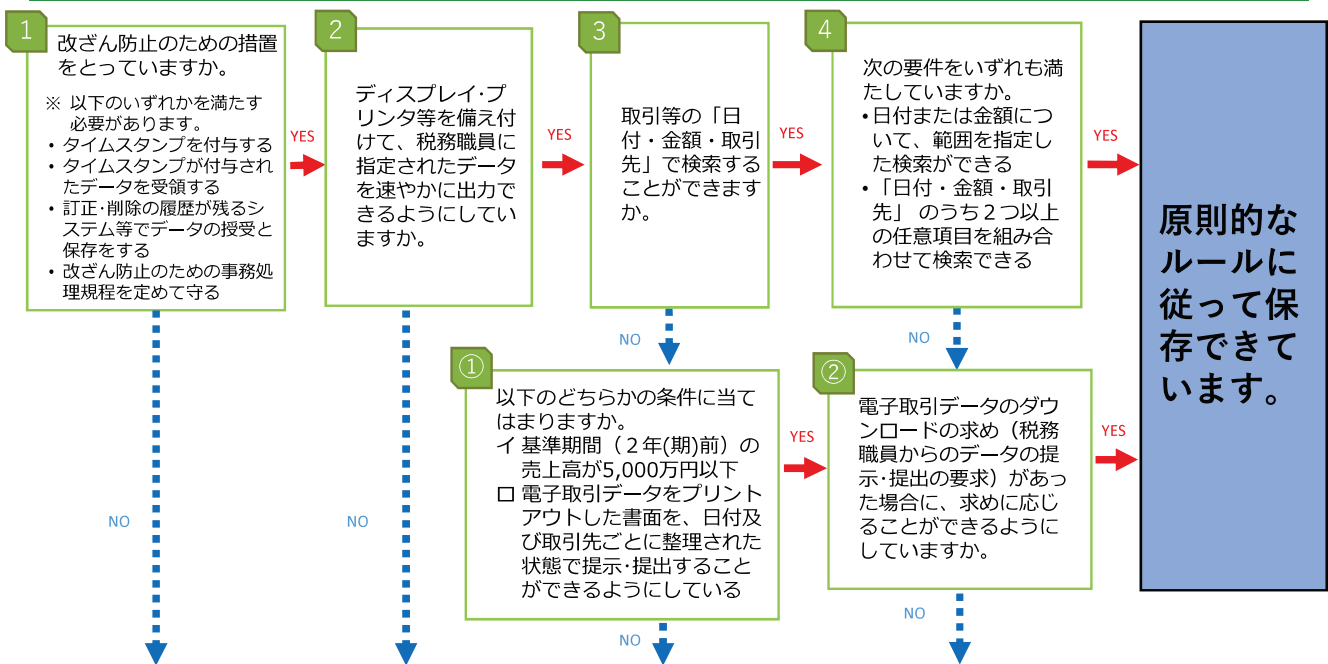 1
改ざん防止のための措置
をとっていますか。
※ 以下のいずれかを満たす
必要があります。
・タイムスタンプを付与する
・タイムスタンプが付与され
たデータを受領する
・訂正・削除の履歴が残るシ
ステム等でデータの授受と
保存をする
・改ざん防止のための事務処
理規程を定めて守る
YES
2
ディスプレイ・プ
リンタ等を備え付
けて、税務職員に
指定されたデータ
を速やかに出力で
きるようにしてい
ますか。
YES
3
取引等の「日
付・金額・取引
先」で検索する
ことができます
か。
YES
4
次の要件をいずれも満
たしていますか。
・日付または金額につ
いて、範囲を指定し
た検索ができる
・「日付・金額・取引
先」のうち２つ以上
の任意項目を組み合
わせて検索できる
YES
原則的な
ルールに
従って保
存できて
います。
NO
NO
①
以下のどちらかの条件に当て
はまりますか。
イ 基準期間（２年(期)前）の
売上高が5,000万円以下
ロ 電子取引データをプリント
アウトした書面を、日付及
び取引先ごとに整理された
状態で提示・提出すること
ができるようにしている
YES
②
電子取引データのダウ
ンロードの求め（税務
職員からのデータの提
示・提出の要求）があっ
た場合に、求めに応じ
ることができるように
していますか。
YES
NO
NO
NO
NO